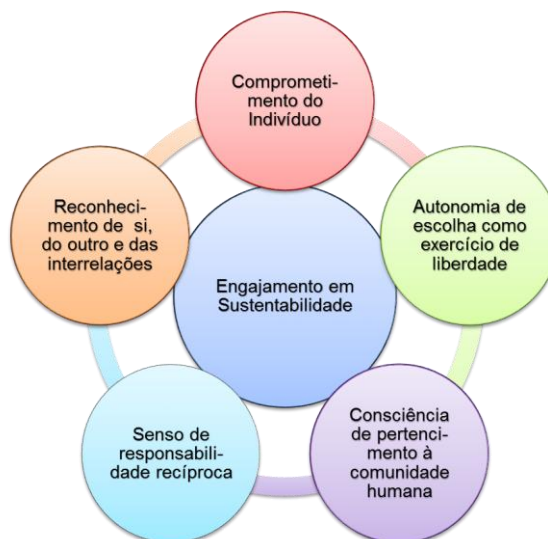 Comprometi-
mento do
Indivíduo
Autonomia de
escolha como
exercício de
liberdade
Consciência
de pertenci-
mento à
comunidade
humana
Senso de
responsabili-
dade recíproca
Reconheci-
mento de si,
do outro e das
interrelações
Engajamento em
Sustentabilidade